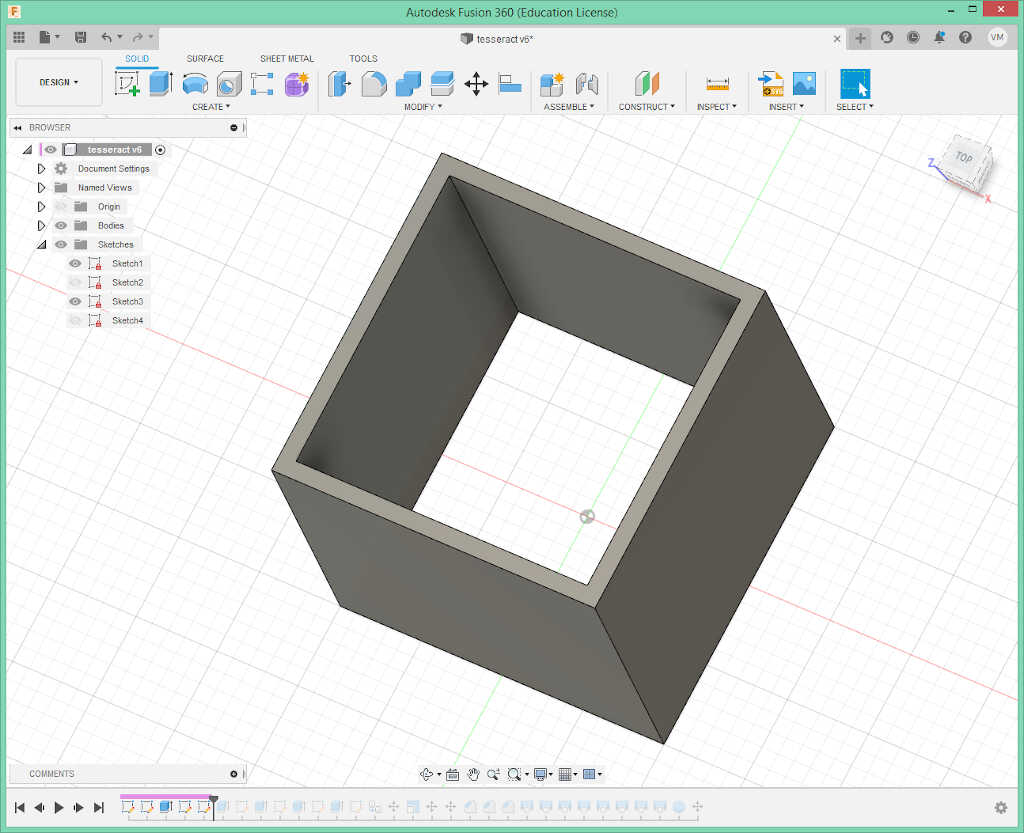 F
Autodesk Fusion 360 (Education License)
tesseract v6*
VM
SOLID SURFACE SHEET METAL TOOLS
DESIGN
CREATE MODIFY ASSEMBLE CONSTRUCT INSPECT INSERT SELECT
BROWSER
tesseract v6
Document Settings
Named Views
Origin
Bodies
Sketches
Sketch1
Sketch2
Sketch3
Sketch4
TOP
Z
X
COMMENTS